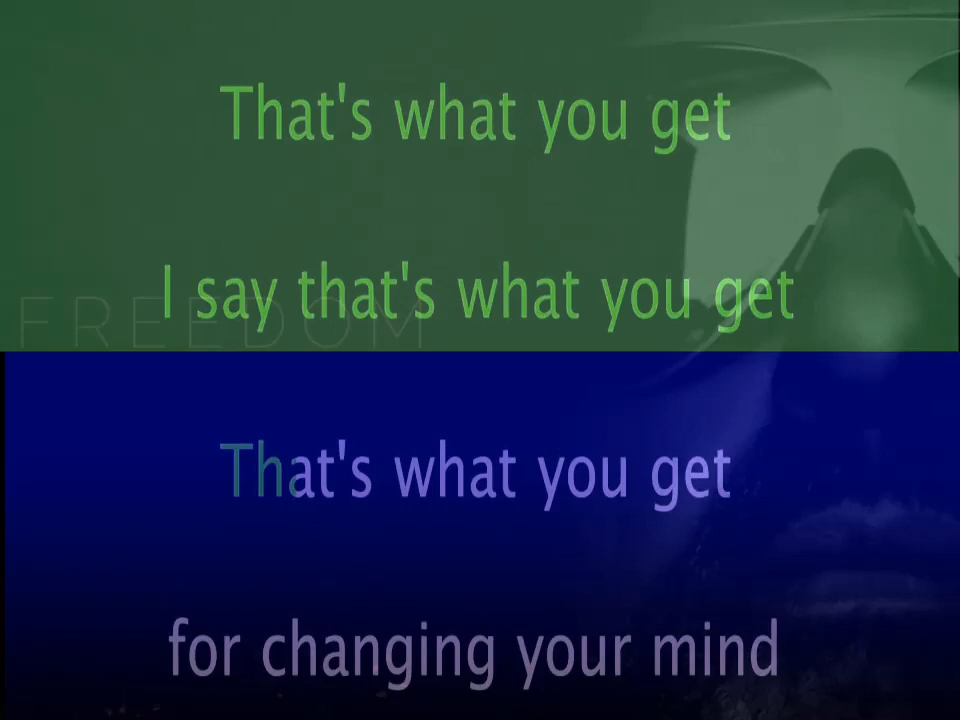 That's what you get
I say that's what you get
FREEDOM
That's what you get
for changing your mind